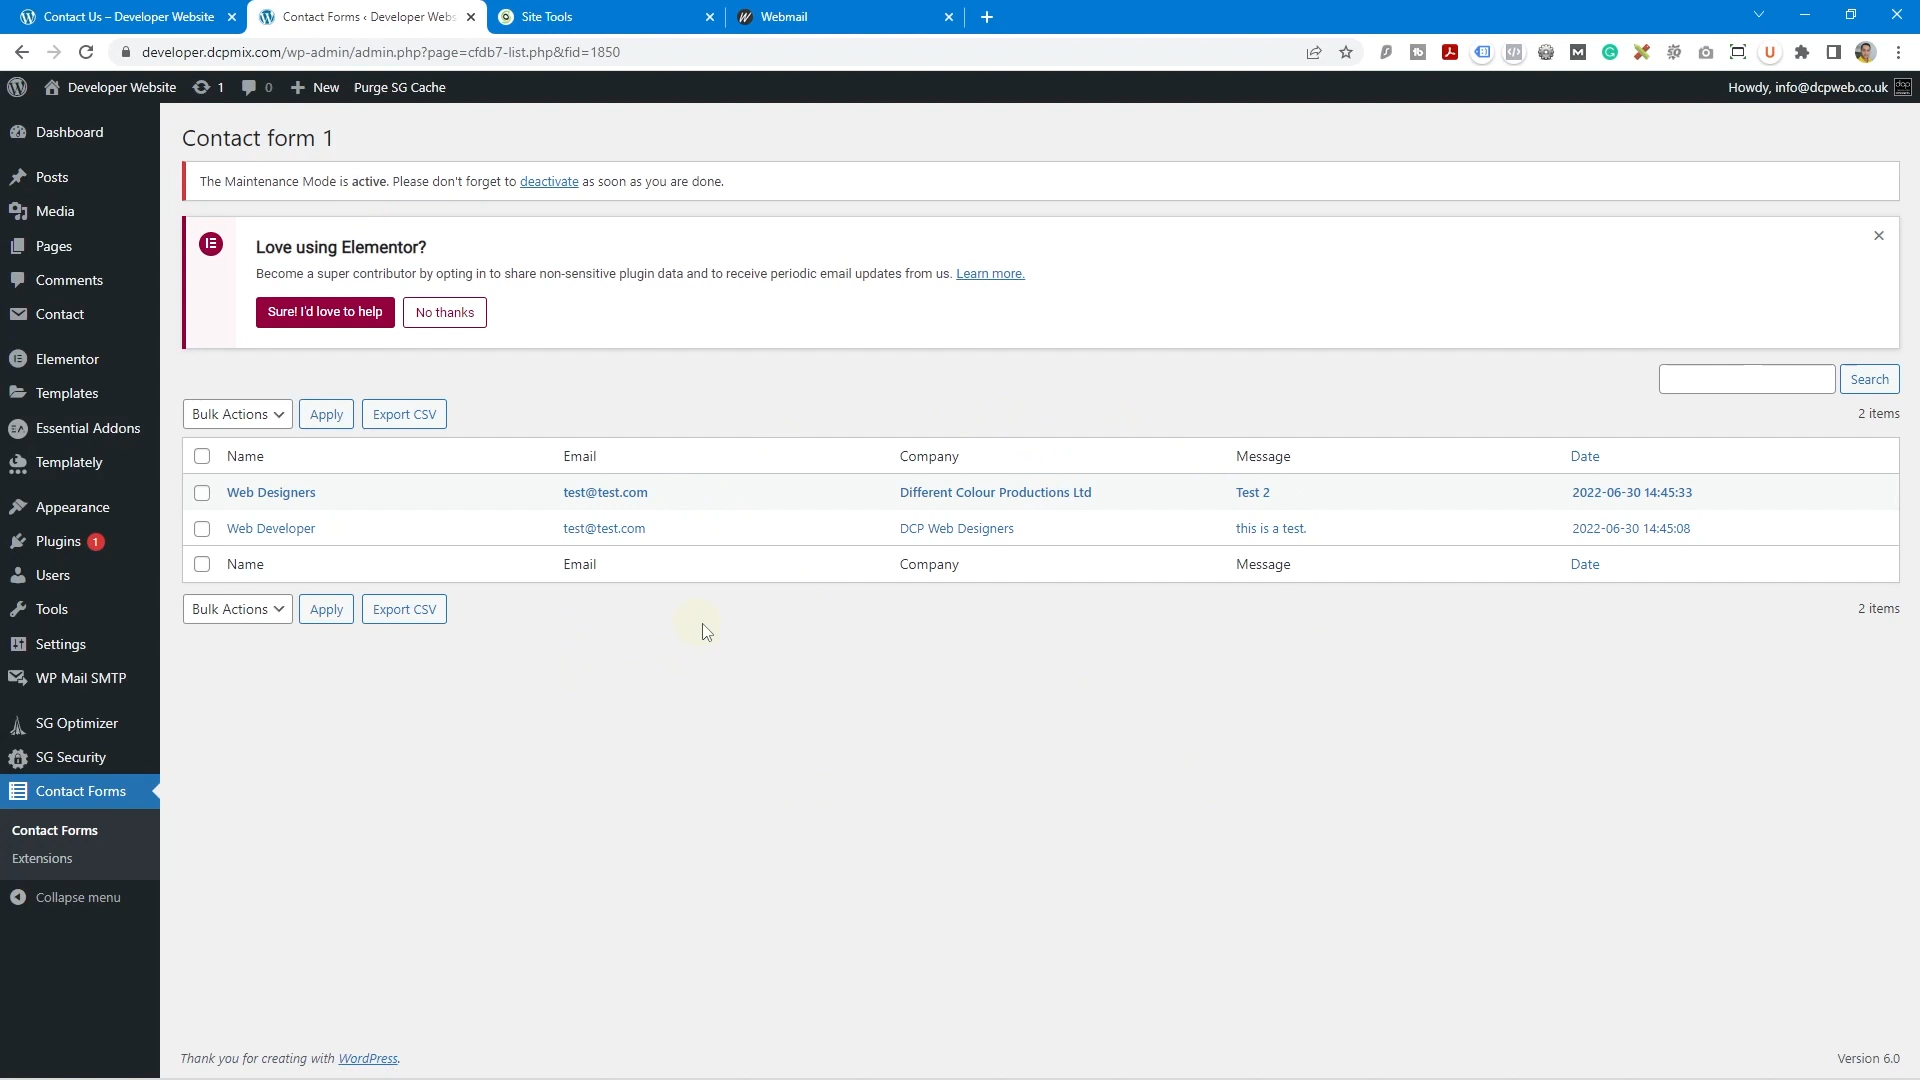 Contact Us – Developer Website
Contact Forms ‹ Developer Webs
Site Tools
Webmail
developer.dcpmix.com/wp-admin/admin.php?page=cfdb7-list.php&fid=1850
Developer Website
1
0
New
Purge SG Cache
Howdy, info@dcpweb.co.uk
Dashboard
Posts
Media
Pages
Comments
Contact
Elementor
Templates
Essential Addons
Templately
Appearance
Plugins 1
Users
Tools
Settings
WP Mail SMTP
SG Optimizer
SG Security
Contact Forms
Contact Forms
Extensions
Collapse menu
Contact form 1
The Maintenance Mode is active. Please don't forget to deactivate as soon as you are done.
Love using Elementor?
Become a super contributor by opting in to share non-sensitive plugin data and to receive periodic email updates from us. Learn more.
Sure! I'd love to help
No thanks
Search
Bulk Actions
Apply
Export CSV
2 items
Name Email Company Message Date
Web Designers test@test.com Different Colour Productions Ltd Test 2 2022-06-30 14:45:33
Web Developer test@test.com DCP Web Designers this is a test. 2022-06-30 14:45:08
Name Email Company Message Date
Bulk Actions
Apply
Export CSV
2 items
Thank you for creating with WordPress.
Version 6.0